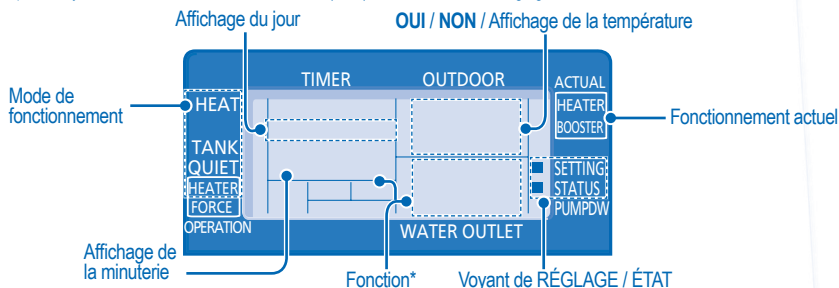 Affichage du jour
OUI / NON / Affichage de la température
TIMER
OUTDOOR
ACTUAL
Mode de
fonctionnement
HEAT
HEATER
BOOSTER
Fonctionnement actuel
TANK
QUIET
HEATER
FORCE
OPERATION
SETTING
STATUS
PUMPDW
WATER OUTLET
Affichage de
la minuterie
Fonction*
Voyant de RÉGLAGE / ÉTAT